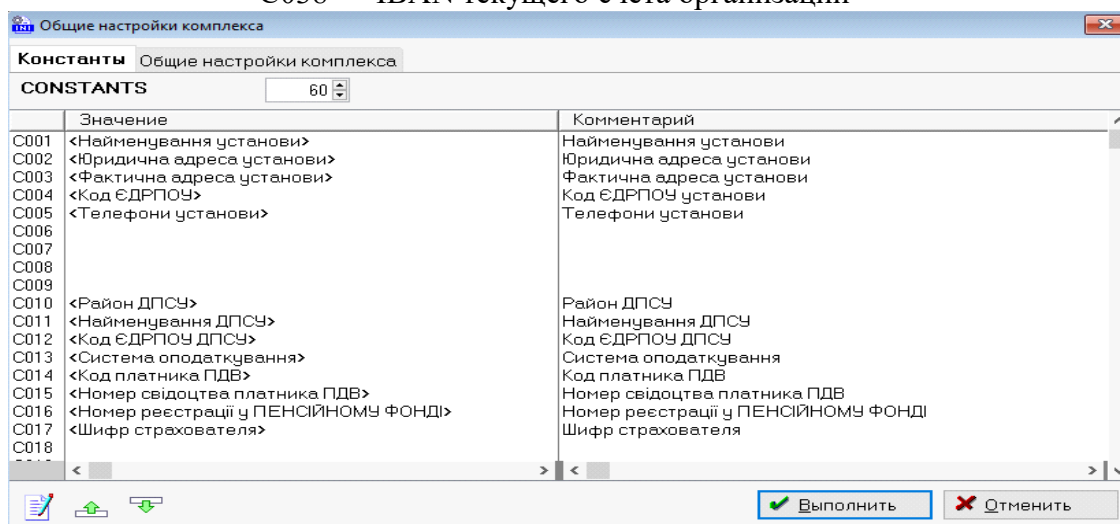 C038 – IBAN текущего счета организации
Общие настройки комплекса
Константы Общие настройки комплекса
CONSTANTS 60
Значение Комментарий
C001 <Найменування установи> Найменування установи
C002 <Юридична адреса установи> Юридична адреса установи
C003 <Фактична адреса установи> Фактична адреса установи
C004 <Код ЄДРПОУ> Код ЄДРПОУ установи
C005 <Телефони установи> Телефони установи
C006
C007
C008
C009
C010 <Район ДПСУ> Район ДПСУ
C011 <Найменування ДПСУ> Найменування ДПСУ
C012 <Код ЄДРПОУ ДПСУ> Код ЄДРПОУ ДПСУ
C013 <Система оподаткування> Система оподаткування
C014 <Код платника ПДВ> Код платника ПДВ
C015 <Номер свідоцтва платника ПДВ> Номер свідоцтва платника ПДВ
C016 <Номер реєстрації у ПЕНСІЙНОМУ ФОНДІ> Номер реєстрації у ПЕНСІЙНОМУ ФОНДІ
C017 <Шифр страхователя> Шифр страхователя
C018
Выполнить Отменить